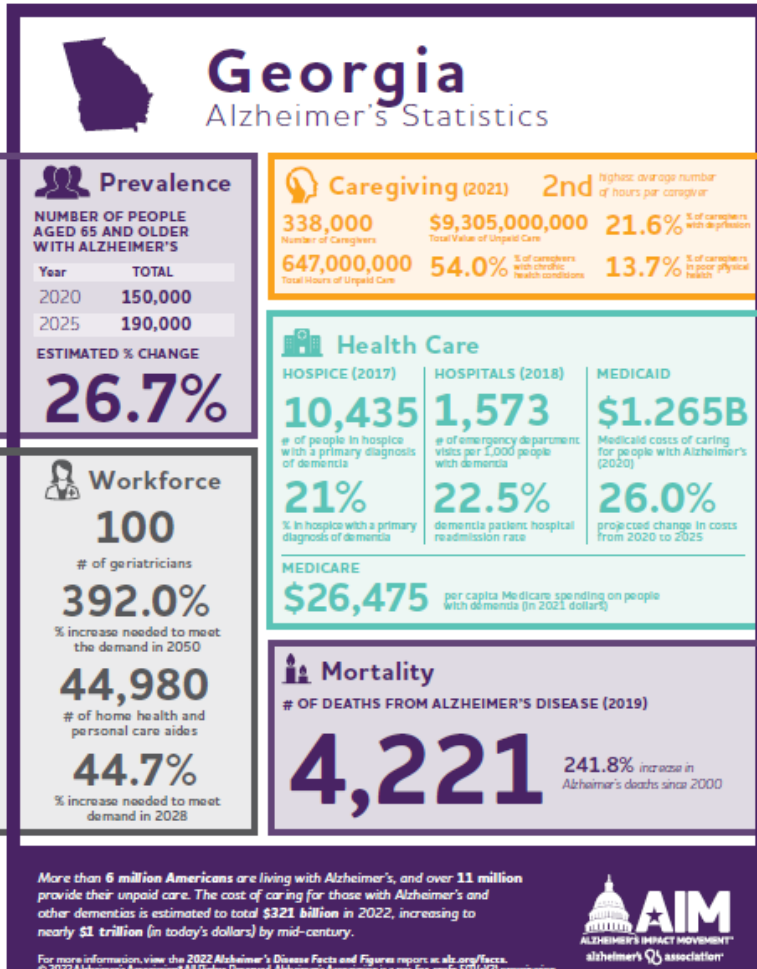 Georgia
Alzheimer's Statistics
Prevalence
NUMBER OF PEOPLE
AGED 65 AND OLDER
WITH ALZHEIMER'S
Year TOTAL
2020 150,000
2025 190,000
ESTIMATED % CHANGE
26.7%
Workforce
100
# of geriatricians
392.0%
% increase needed to meet
the demand in 2050
44,980
# of home health and
personal care aides
44.7%
% increase needed to meet
demand in 2028
Caregiving (2021)
2nd highest average number
of hours per caregiver
338,000
Number of Caregivers
$9,305,000,000
Total Value of Unpaid Care
21.6% % of caregivers
with depression
647,000,000
Total Hours of Unpaid Care
54.0% % of caregivers
with chronic
health conditions
13.7% % of caregivers
in poor physical
health
Health Care
HOSPICE (2017)
10,435
# of people in hospice
with a primary diagnosis
of dementia
21%
% in hospice with a primary
diagnosis of dementia
HOSPITALS (2018)
1,573
# of emergency department
visits per 1,000 people
with dementia
22.5%
dementia patient hospital
readmission rate
MEDICAID
$1.265B
Medicaid costs of caring
for people with Alzheimer's
(2020)
26.0%
projected change in costs
from 2020 to 2025
MEDICARE
$26,475 per capita Medicare spending on people
with dementia (in 2021 dollars)
Mortality
# OF DEATHS FROM ALZHEIMER'S DISEASE (2019)
4,221
241.8% increase in
Alzheimer's deaths since 2000
More than 6 million Americans are living with Alzheimer's, and over 11 million
provide their unpaid care. The cost of caring for those with Alzheimer's and
other dementias is estimated to total $321 billion in 2022, increasing to
nearly $1 trillion (in today's dollars) by mid-century.
For more information, view the 2022 Alzheimer's Disease Facts and Figures report at alz.org/facts.
AIM
ALZHEIMER'S IMPACT MOVEMENT
alzheimer's association